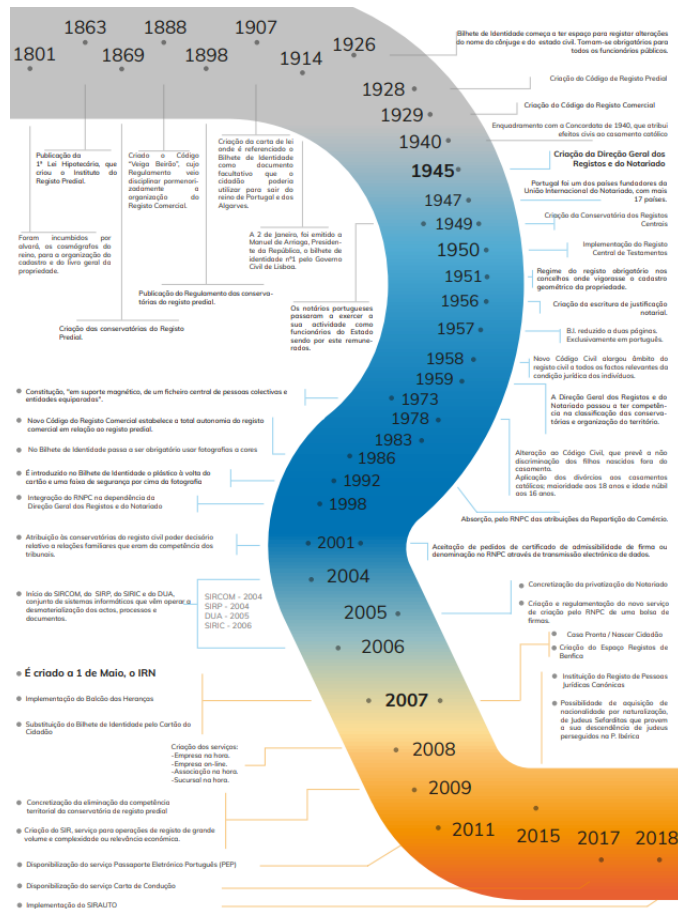 1801
1863
1869
1888
1898
1907
1914
1926
Bilhete de Identidade começa a ter espaço para registar alterações
do nome do cônjuge e do estado civil. Tornam-se obrigatórios para
todos os funcionários públicos.
1928
Criação do Código de Registo Predial
1929
Criação do Código do Registo Comercial
1940
Enquadramento com a Concordata de 1940, que atribui
efeitos civis ao casamento católico
1945
Criação da Direção Geral dos
Registos e do Notariado
1947
Portugal foi um dos países fundadores da
União Internacional do Notariado, com mais
17 países.
1949
Criação da Conservatória dos Registos
Centrais
1950
Implementação do Registo
Central de Testamentos
1951
Regime do registo obrigatório nos
concelhos onde vigorasse o cadastro
geométrico da propriedade.
1956
Criação da escritura de justificação
notarial.
1957
B.I. reduzido a duas páginas.
Exclusivamente em português.
1958
Novo Código Civil alargou âmbito do
registo civil a todos os factos relevantes da
condição jurídica dos indivíduos.
1959
A Direção Geral dos Registos e do
Notariado passou a ter competên-
cia na classificação das conserva-
tórias e organização do território.
Foram incumbidos por
alvará, os cosmógrafos do
reino, para a organização do
cadastro e do livro geral da
propriedade.
Publicação da
1ª Lei Hipotecária, que
criou o Instituto do
Registo Predial.
Criação das conservatórias do Registo
Predial.
Criado o Código
"Veiga Beirão", cujo
Regulamento veio
disciplinar pormenori-
zadamente a
organização do
Registo Comercial.
Publicação do Regulamento das conserva-
tórias do registo predial.
Criação da carta de lei
onde é referenciado o
Bilhete de Identidade
como documento
facultativo que o
cidadão poderia
utilizar para sair do
reino de Portugal e dos
Algarves.
A 2 de Janeiro, foi emitido a
Manuel de Arriaga, Presiden-
te da República, o bilhete de
identidade nº1 pelo Governo
Civil de Lisboa.
Os notários portugueses
passaram a exercer a
sua actividade como
funcionários do Estado
sendo por este remune-
rados.
1973
Constituição, "em suporte magnético, de um ficheiro central de pessoas colectivas e
entidades equiparadas".
1978
Alteração ao Código Civil, que prevê a não
discriminação dos filhos nascidos fora do
casamento.
Aplicação dos divórcios aos casamentos
católicos; maioridade aos 18 anos e idade núbil
aos 16 anos.
1983
Absorção, pelo RNPC das atribuições da Repartição do Comércio.
1986
Novo Código do Registo Comercial estabelece a total autonomia do registo
comercial em relação ao registo predial.
No Bilhete de Identidade passa a ser obrigatório usar fotografias a cores
1992
É introduzido no Bilhete de Identidade o plástico à volta do
cartão e uma faixa de segurança por cima da fotografia
1998
Integração do RNPC na dependência da
Direção Geral dos Registos e do Notariado
2001
Atribuição às conservatórias do registo civil poder decisório
relativo a relações familiares que eram da competência dos
tribunais.
Aceitação de pedidos de certificado de admissibilidade de firma ou
denominação no RNPC através de transmissão electrónica de dados.
2004
Início do SIRCOM, do SIRP, do SIRIC e do DUA,
conjunto de sistemas informáticos que vêm operar a
desmaterialização dos actos, processos e
documentos.
SIRCOM - 2004
SIRP - 2004
DUA - 2005
SIRIC - 2006
2005
Concretização da privatização do Notariado
Criação e regulamentação do novo serviço
de criação pelo RNPC de uma bolsa de
firmas.
2006
2007
Casa Pronta / Nascer Cidadão
Criação do Espaço Registos de
Benfica
É criado a 1 de Maio, o IRN
Implementação do Balcão das Heranças
Substituição do Bilhete de Identidade pelo Cartão do
Cidadão
2008
Criação dos serviços:
-Empresa na hora.
-Empresa on-line.
-Associação na hora.
-Sucursal na hora.
2009
Concretização da eliminação da competência
territorial da conservatória de registo predial
Criação do SIR, serviço para operações de registo de grande
volume e complexidade ou relevância económica.
2011
Disponibilização do serviço Passaporte Eletrónico Português (PEP)
2015
Instituição do Registo de Pessoas
Jurídicas Canónicas
Possibilidade de aquisição de
nacionalidade por naturalização,
de Judeus Sefarditas que provem
a sua descendência de judeus
perseguidos na P. Ibérica
2017
Disponibilização do serviço Carta de Condução
2018
Implementação do SIRAUTO